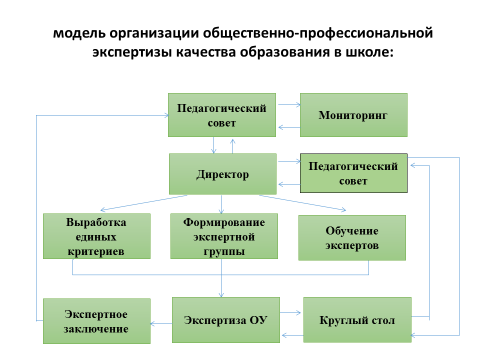 модель организации общественно-профессиональной
экспертизы качества образования в школе:
Педагогический
совет
Мониторинг
Директор
Педагогический
совет
Выработка
единых
критериев
Формирование
экспертной
группы
Обучение
экспертов
Экспертное
заключение
Экспертиза ОУ
Круглый стол